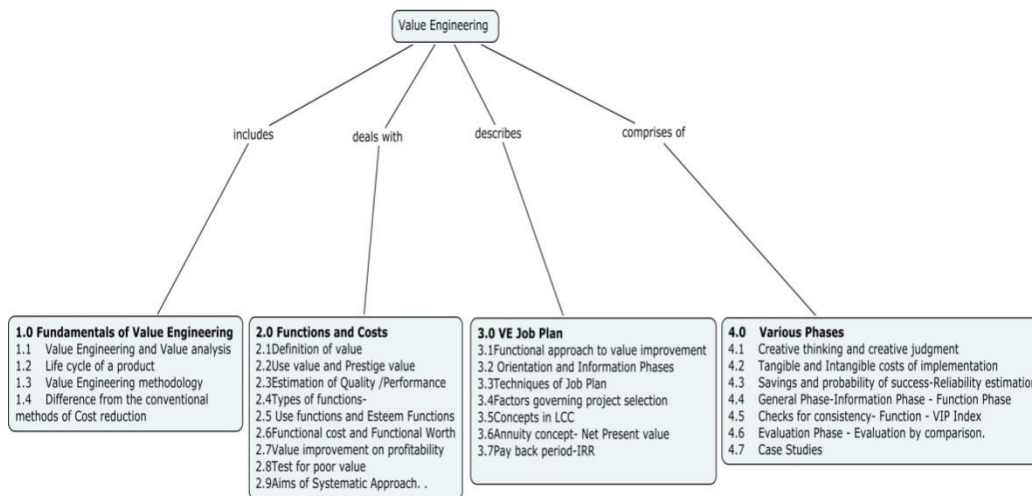 Value Engineering
includes
deals with
describes
comprises of
1.0 Fundamentals of Value Engineering
1.1 Value Engineering and Value analysis
1.2 Life cycle of a product
1.3 Value Engineering methodology
1.4 Difference from the conventional
methods of Cost reduction
2.0 Functions and Costs
2.1Definition of value
2.2Use value and Prestige value
2.3Estimation of Quality /Performance
2.4Types of functions-
2.5 Use functions and Esteem Functions
2.6Functional cost and Functional Worth
2.7Value improvement on profitability
2.8Test for poor value
2.9Aims of Systematic Approach. .
3.0 VE Job Plan
3.1Functional approach to value improvement
3.2 Orientation and Information Phases
3.3Techniques of Job Plan
3.4Factors governing project selection
3.5Concepts in LCC
3.6Annuity concept- Net Present value
3.7Pay back period-IRR
4.0 Various Phases
4.1 Creative thinking and creative judgment
4.2 Tangible and Intangible costs of implementation
4.3 Savings and probability of success-Reliability estimation
4.4 General Phase-Information Phase - Function Phase
4.5 Checks for consistency- Function - VIP Index
4.6 Evaluation Phase - Evaluation by comparison.
4.7 Case Studies